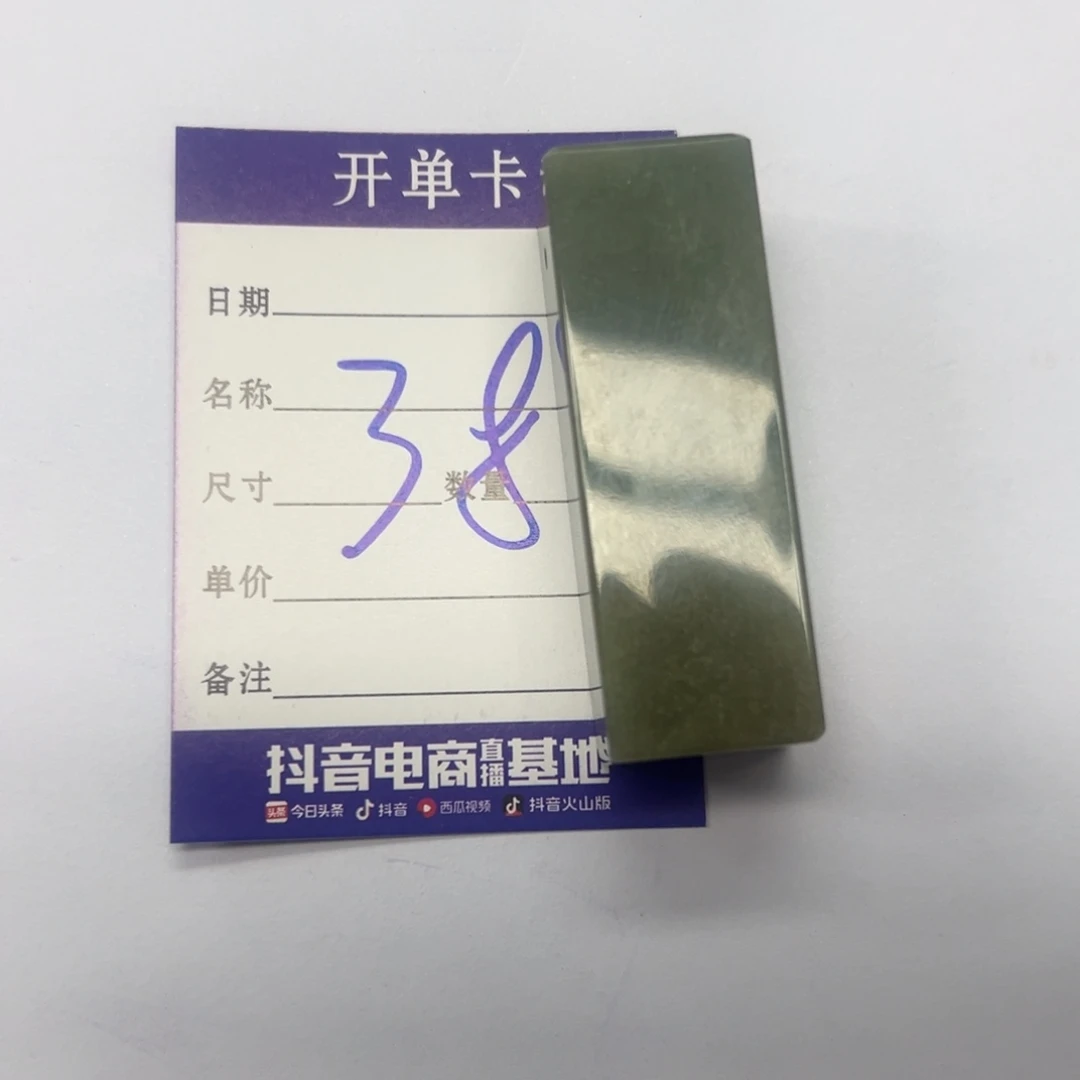 开单卡
日期
名称
38
尺寸 数量
单价
备注
抖音电商直播基地
头条 今日头条 抖音 西瓜视频 抖音火山版